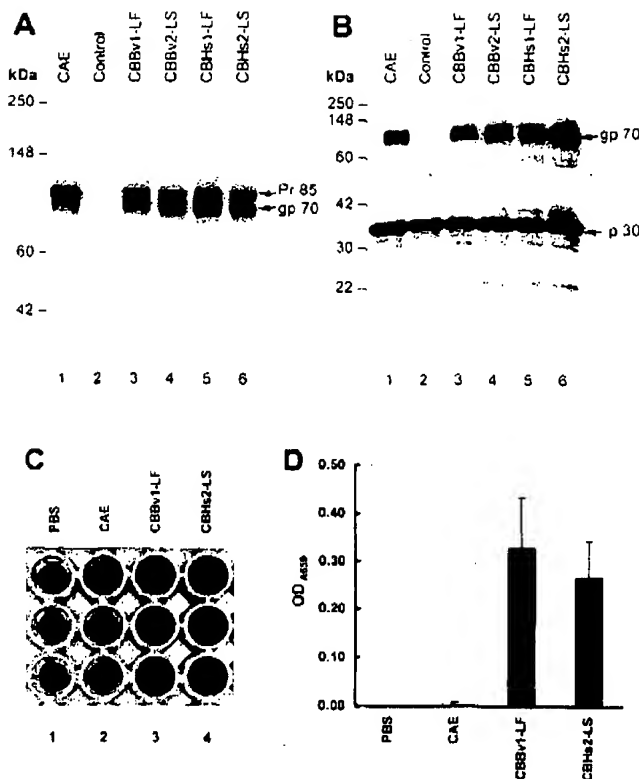 A
kDa
CAE
Control
CBBv1-LF
CBBv2-LS
CBHs1-LF
CBHs2-LS
250 –
148 –
Pr 85
gp 70
60 –
42 –
1 2 3 4 5 6
B
kDa
CAE
Control
CBBv1-LF
CBBv2-LS
CBHs1-LF
CBHs2-LS
250 –
148 –
gp 70
60 –
42 –
p 30
30 –
22 –
1 2 3 4 5 6
C
PBS
CAE
CBBv1-LF
CBHs2-LS
1 2 3 4
D
OD A659
0.50
0.40
0.30
0.20
0.10
0.00
PBS
CAE
CBBv1-LF
CBHs2-LS